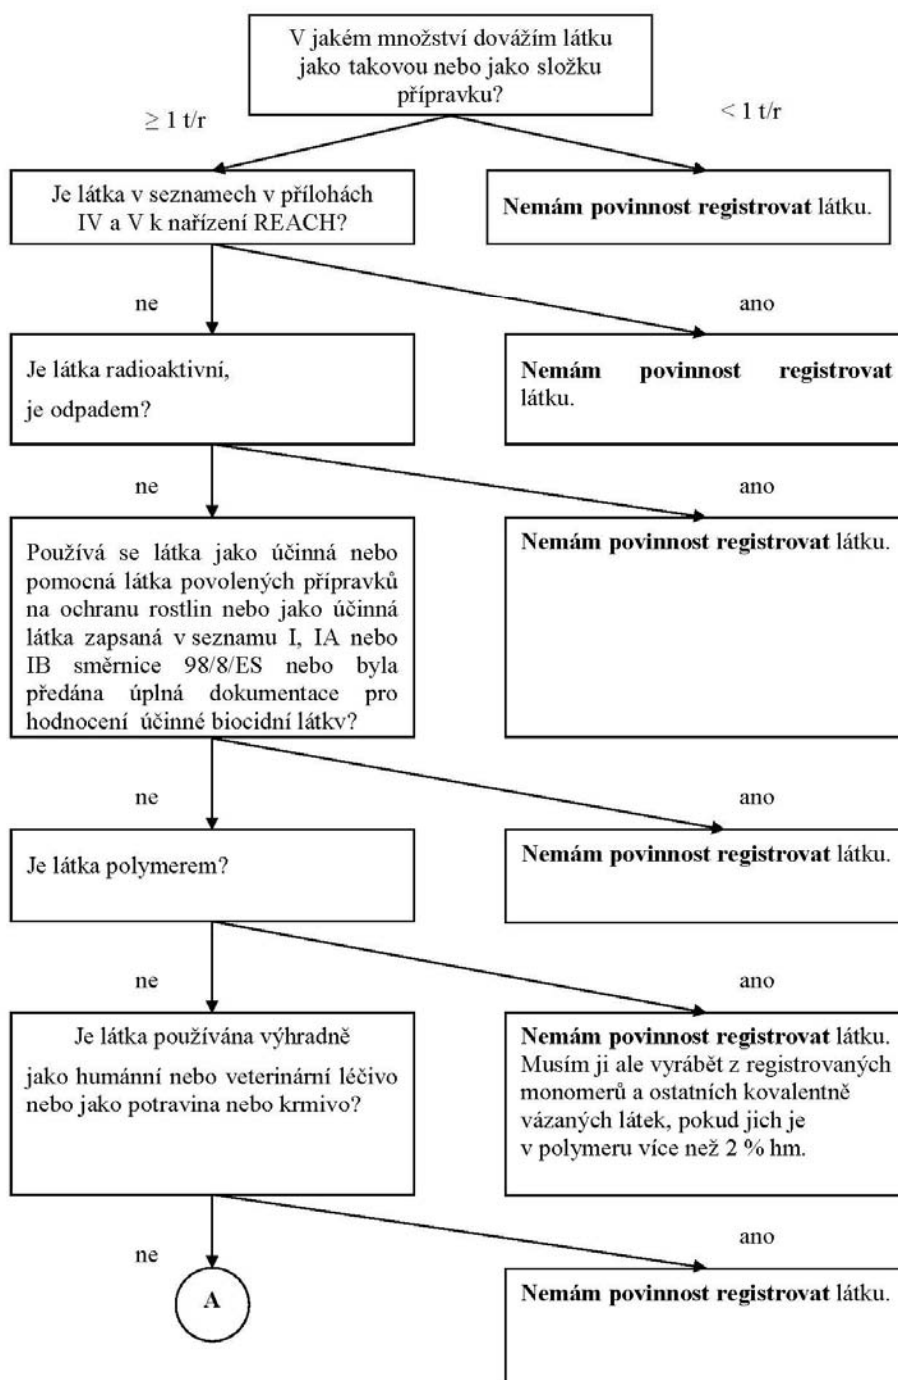 V jakém množství dovážím látku
jako takovou nebo jako složku
přípravku?
≥ 1 t/r
< 1 t/r
Je látka v seznamech v přílohách
IV a V k nařízení REACH?
Nemám povinnost registrovat látku.
ne
ano
Je látka radioaktivní,
je odpadem?
Nemám povinnost registrovat
látku.
ne
ano
Používá se látka jako účinná nebo
pomocná látka povolených přípravků
na ochranu rostlin nebo jako účinná
látka zapsaná v seznamu I, IA nebo
IB směrnice 98/8/ES nebo byla
předána úplná dokumentace pro
hodnocení účinné biocidní látky?
Nemám povinnost registrovat látku.
ne
ano
Je látka polymerem?
Nemám povinnost registrovat látku.
ne
ano
Je látka používána výhradně
jako humánní nebo veterinární léčivo
nebo jako potravina nebo krmivo?
Nemám povinnost registrovat látku.
Musím ji ale vyrábět z registrovaných
monomerů a ostatních kovalentně
vázaných látek, pokud jich je
v polymeru více než 2 % hm.
ne
ano
A
Nemám povinnost registrovat látku.